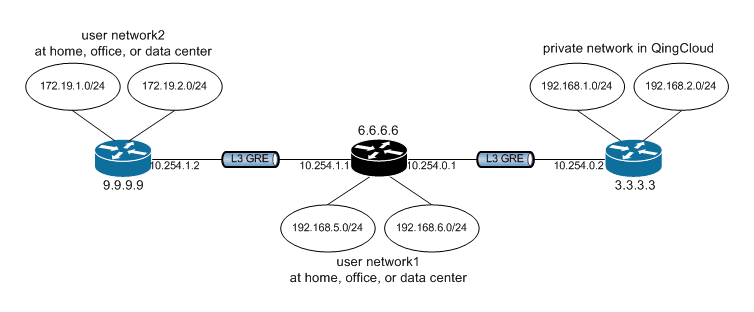 user network2
at home, office, or data center
private network in QingCloud
172.19.1.0/24
172.19.2.0/24
192.168.1.0/24
192.168.2.0/24
6.6.6.6
10.254.1.2
L3 GRE
10.254.1.1
10.254.0.1
L3 GRE
10.254.0.2
9.9.9.9
3.3.3.3
192.168.5.0/24
192.168.6.0/24
user network1
at home, office, or data center